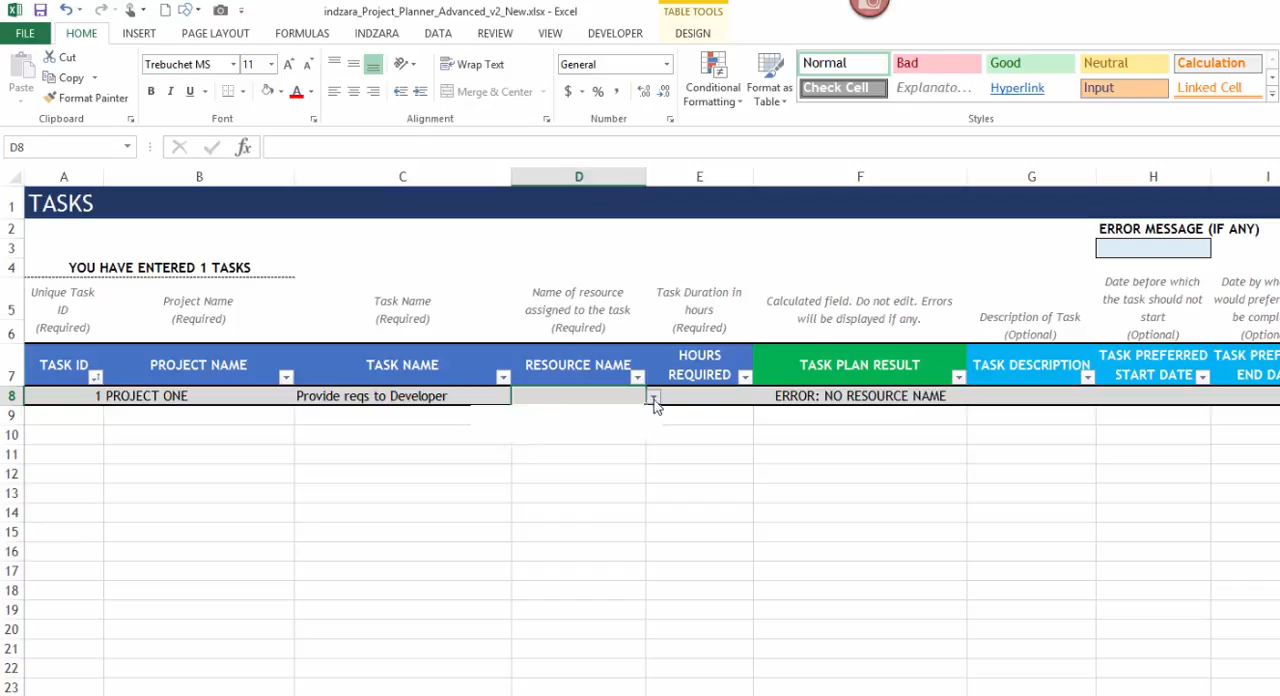 indzara_Project_Planner_Advanced_v2_New.xlsx - Excel
TABLE TOOLS
FILE HOME INSERT PAGE LAYOUT FORMULAS INDZARA DATA REVIEW VIEW DEVELOPER DESIGN
Paste
Cut
Copy
Format Painter
Clipboard
Trebuchet MS 11
B I U
Font
Wrap Text
Merge & Center
Alignment
General
$ % ,
Number
Conditional
Formatting
Format as
Table
Normal Bad Good Neutral Calculation
Check Cell Explanato... Hyperlink Input Linked Cell
Styles
D8
fx
A B C D E F G H I
1 TASKS
2 ERROR MESSAGE (IF ANY)
3
4 YOU HAVE ENTERED 1 TASKS
5
6
Unique Task
ID
(Required)
Project Name
(Required)
Task Name
(Required)
Name of resource
assigned to the task
(Required)
Task Duration in
hours
(Required)
Calculated field. Do not edit. Errors
will be displayed if any.
Description of Task
(Optional)
Date before which
the task should not
start
(Optional)
Date by wh
would prefer
be compl
(Option
7
TASK ID
PROJECT NAME
TASK NAME
RESOURCE NAME
HOURS
REQUIRED
TASK PLAN RESULT
TASK DESCRIPTION
TASK PREFERRED
START DATE
TASK PREF
END DA
8 1 PROJECT ONE Provide reqs to Developer ERROR: NO RESOURCE NAME
9
10
11
12
13
14
15
16
17
18
19
20
21
22
23